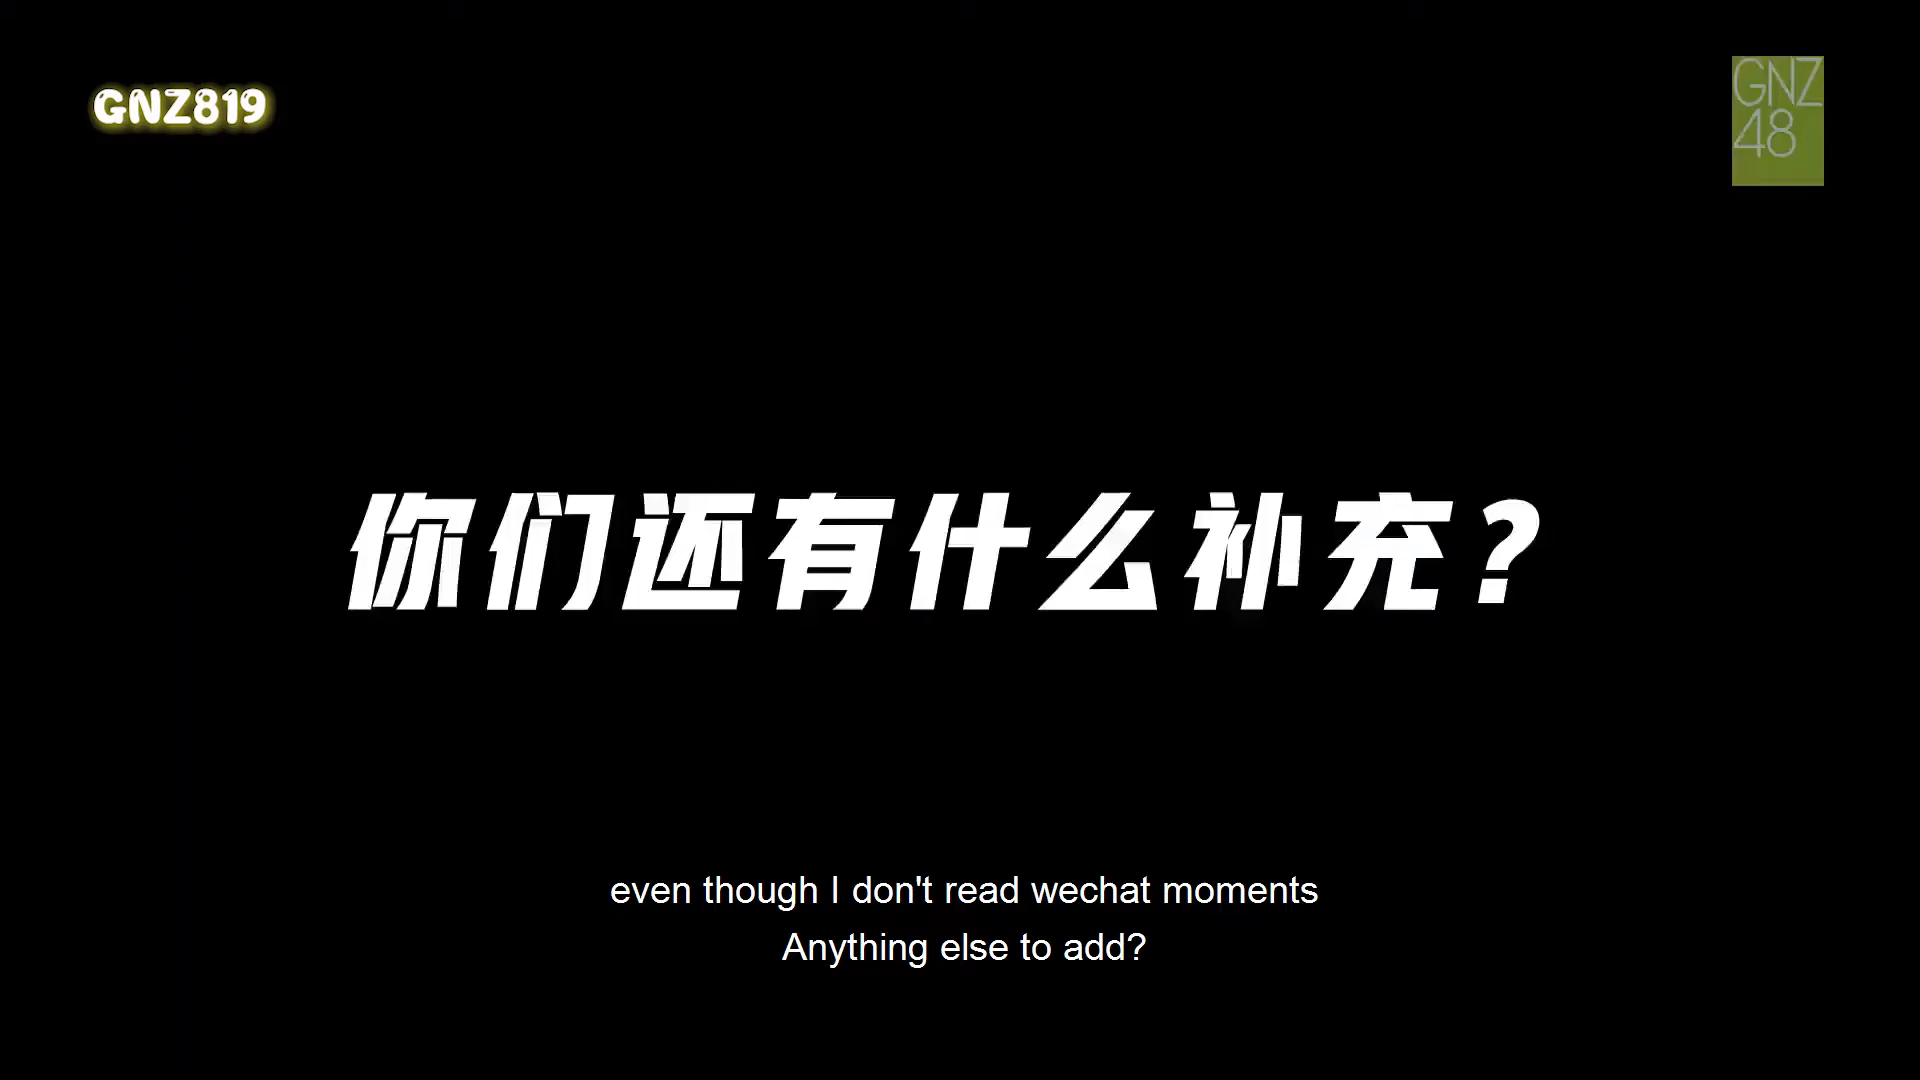 GNZ819
GNZ
48
你们还有什么补充？
even though I don't read wechat moments
Anything else to add?